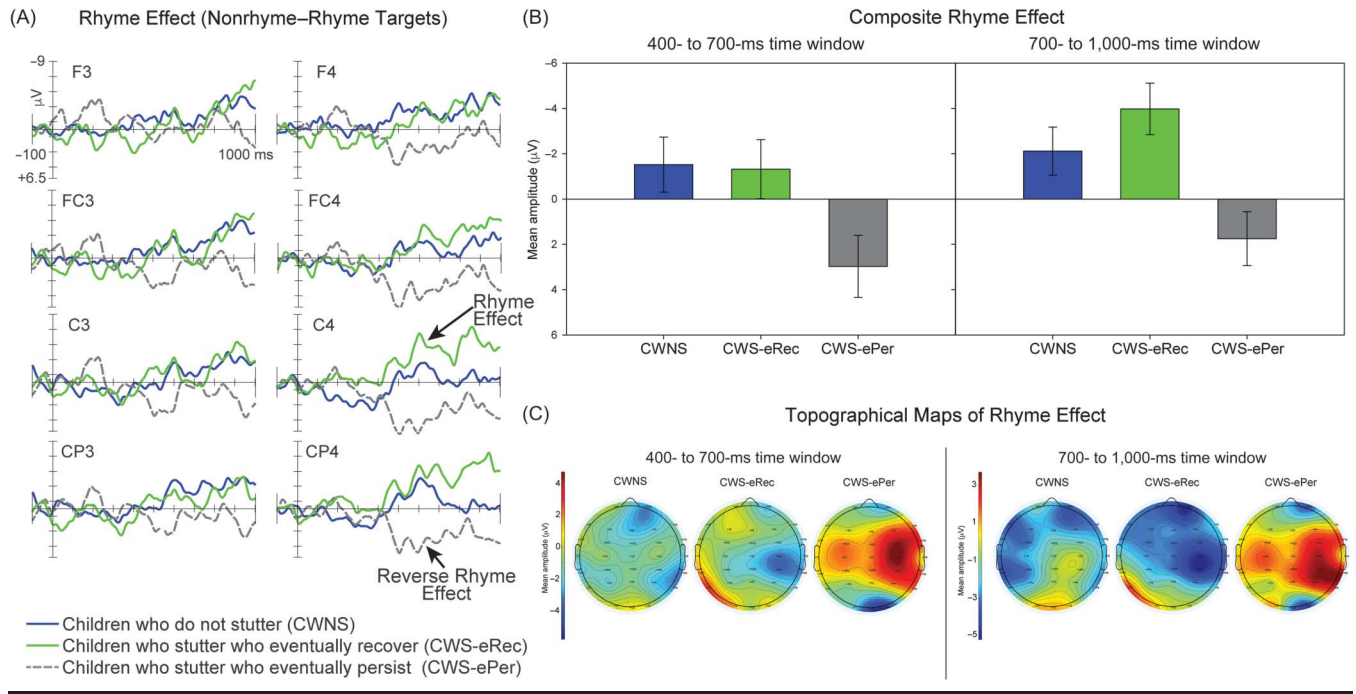 (A) Rhyme Effect (Nonrhyme–Rhyme Targets)
F3
F4
–9
µV
–100
1000 ms
+6.5
FC3
FC4
C3
C4
Rhyme
Effect
CP3
CP4
Reverse Rhyme
Effect
Children who do not stutter (CWNS)
Children who stutter who eventually recover (CWS-eRec)
Children who stutter who eventually persist (CWS-ePer)
(B) Composite Rhyme Effect
400- to 700-ms time window
700- to 1,000-ms time window
Mean amplitude (µV)
–6
–4
–2
0
2
4
6
CWNS CWS-eRec CWS-ePer
CWNS CWS-eRec CWS-ePer
(C) Topographical Maps of Rhyme Effect
400- to 700-ms time window
CWNS CWS-eRec CWS-ePer
Mean amplitude (µV)
4
2
0
–2
–4
700- to 1,000-ms time window
CWNS CWS-eRec CWS-ePer
Mean amplitude (µV)
3
1
–1
–3
–5